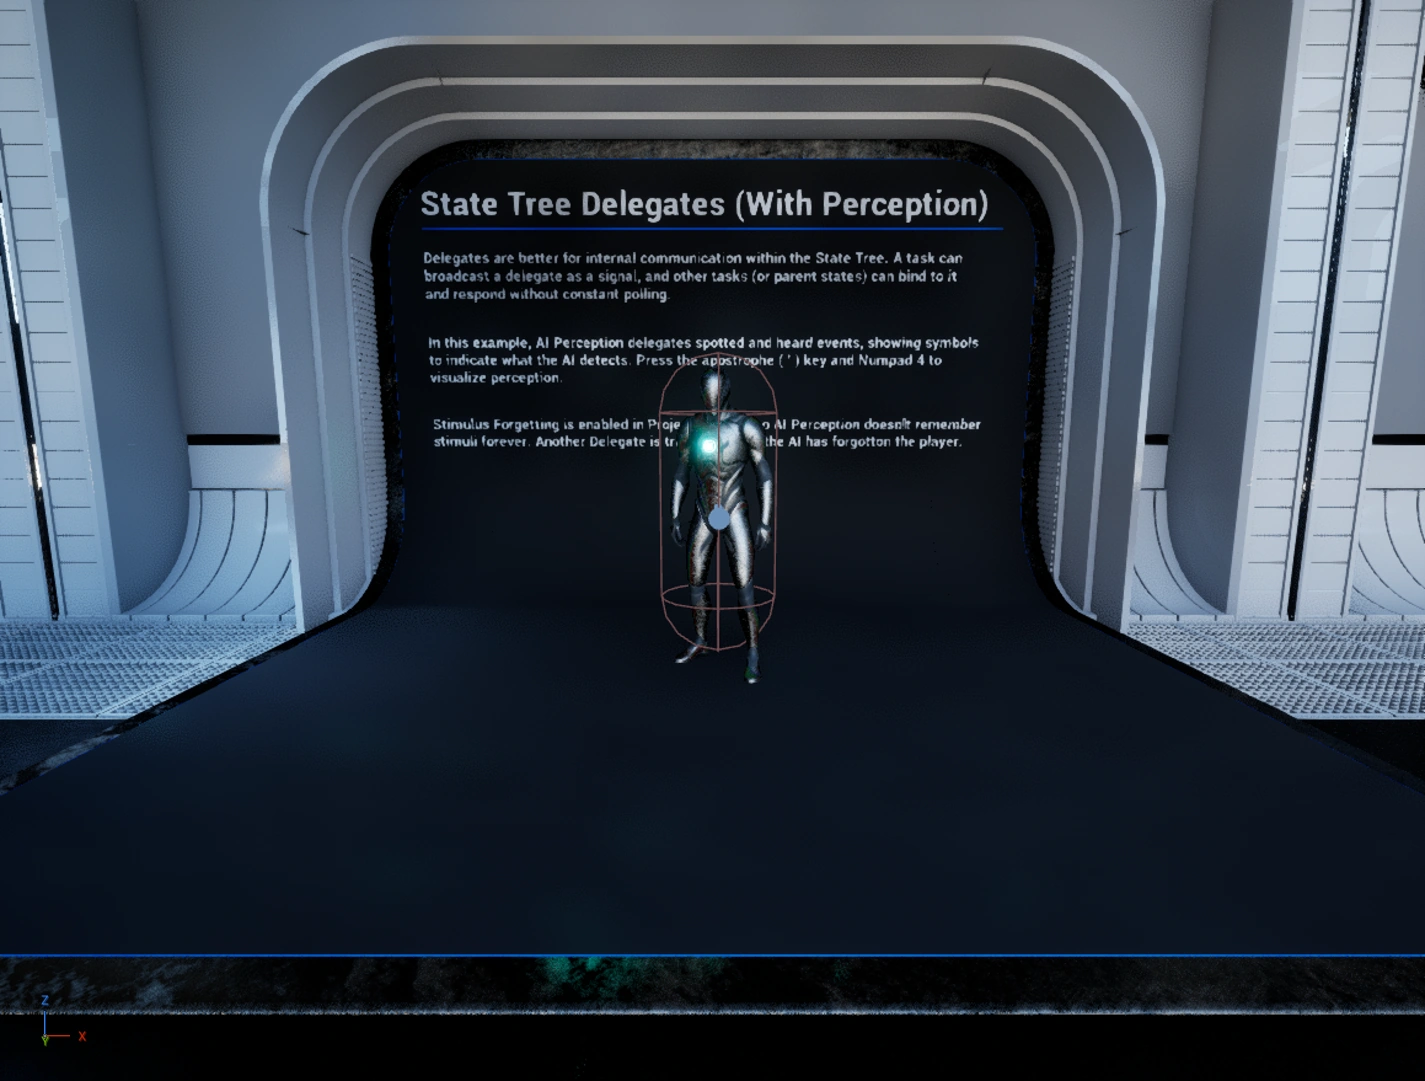 State Tree Delegates (With Perception)
Delegates are better for internal communication within the State Tree. A task can
broadcast a delegate as a signal, and other tasks (or parent states) can bind to it
and respond without constant polling.
In this example, AI Perception delegates spotted and heard events, showing symbols
to indicate what the AI detects. Press the apostrophe ( ' ) key and Numpad 4 to
visualize perception.
Stimulus Forgetting is enabled in Proje o AI Perception doesn't remember
stimuli forever. Another Delegate is tr the AI has forgotton the player.
Z
X
Y